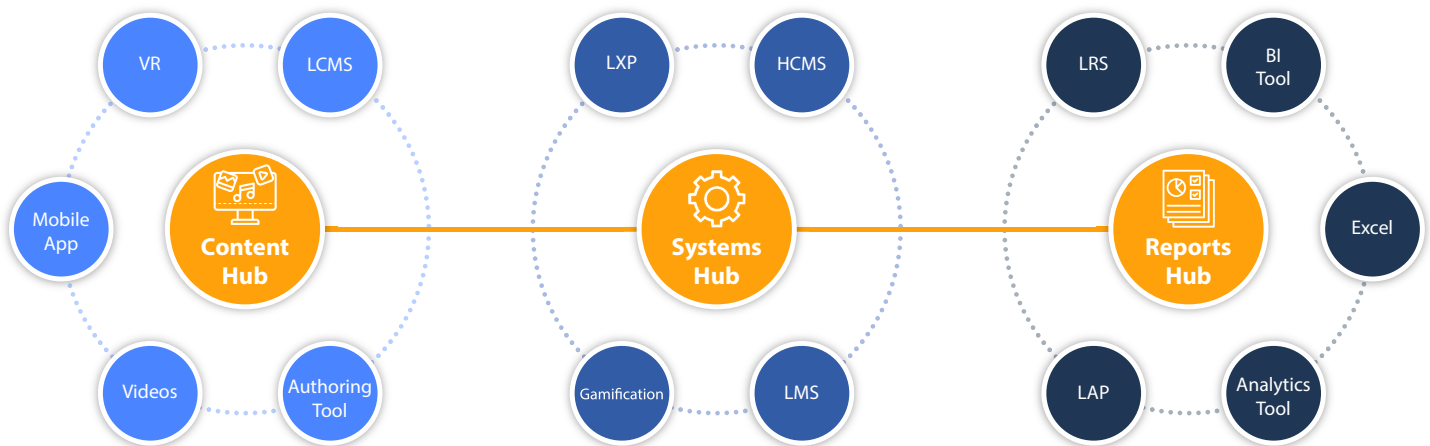 VR
LCMS
Mobile
App
Content
Hub
Videos
Authoring
Tool
LXP
HCMS
Systems
Hub
Gamification
LMS
LRS
BI
Tool
Reports
Hub
Excel
LAP
Analytics
Tool